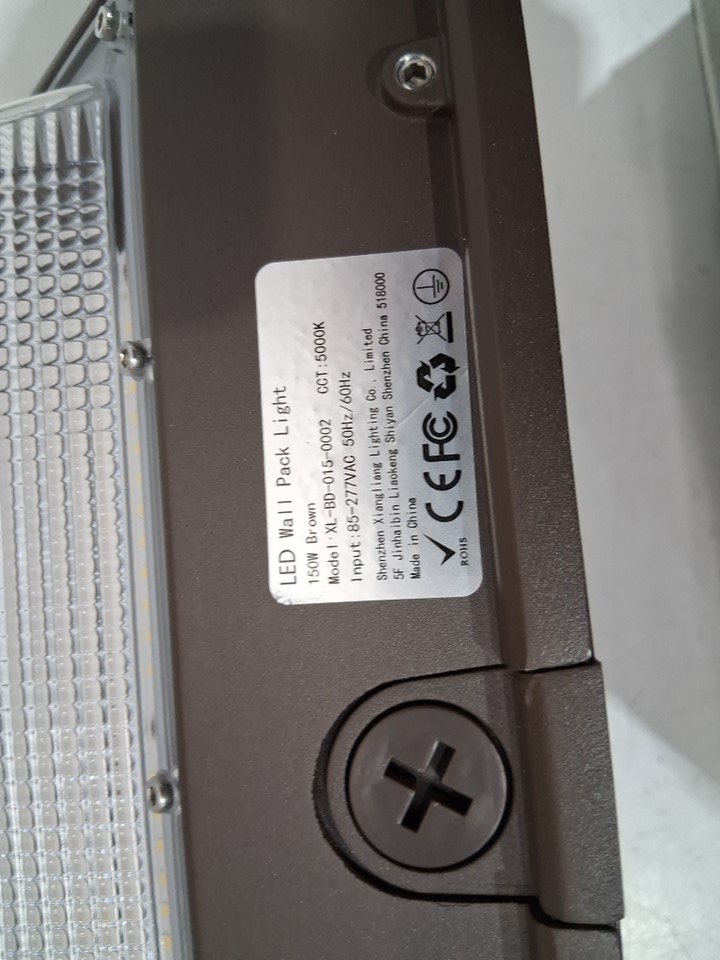 LED Wall Pack Light
150W Brown
Model:XL-BD-015-0002 CCT:5000K
Input:85-277VAC 50Hz/60Hz
Shenzhen Xiangliang Lighting Co., Limited
5F Jinhaibin Liaokeng Shiyan Shenzhen China 518000
Made in China
CE FC
ROHS